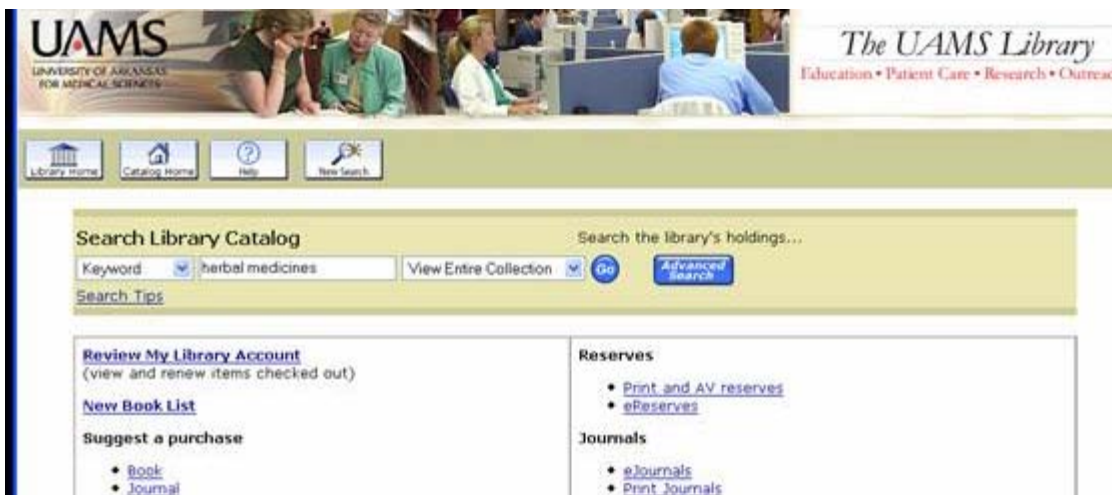 UAMS
UNIVERSITY OF ARKANSAS
FOR MEDICAL SCIENCES
The UAMS Library
Education • Patient Care • Research • Outreac
Library Home
Catalog Home
Help
New Search
Search Library Catalog
Search the library's holdings...
Keyword
herbal medicines
View Entire Collection
Go
Advanced
Search
Search Tips
Review My Library Account
(view and renew items checked out)
New Book List
Suggest a purchase
• Book
• Journal
Reserves
• Print and AV reserves
• eReserves
Journals
• eJournals
• Print Journals